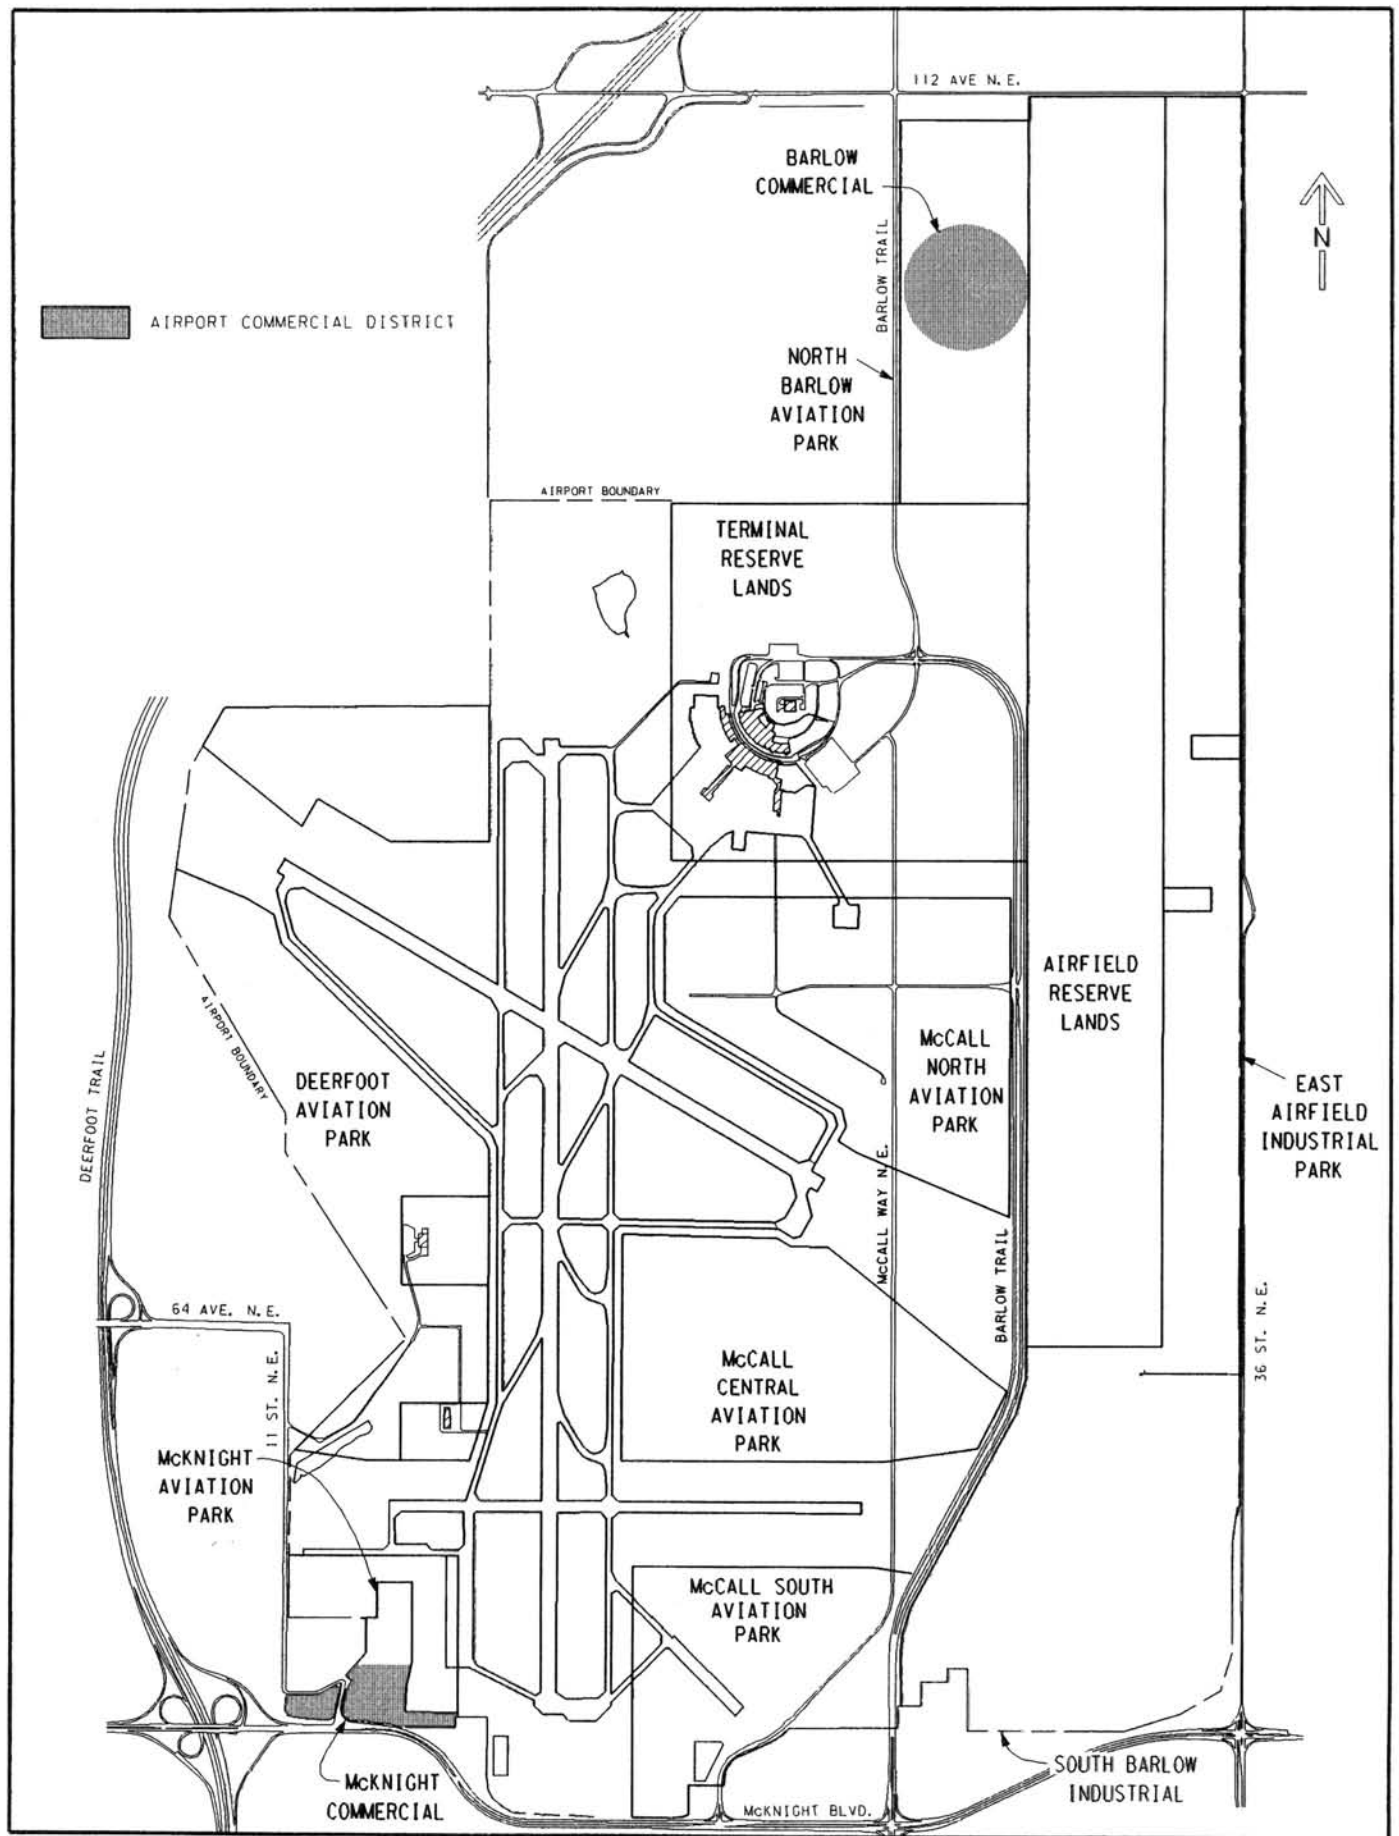 112 AVE N.E.
BARLOW
COMMERCIAL
BARLOW TRAIL
N
AIRPORT COMMERCIAL DISTRICT
NORTH
BARLOW
AVIATION
PARK
AIRPORT BOUNDARY
TERMINAL
RESERVE
LANDS
AIRFIELD
RESERVE
LANDS
AIRPORT BOUNDARY
McCALL
NORTH
AVIATION
PARK
DEERFOOT TRAIL
DEERFOOT
AVIATION
PARK
EAST
AIRFIELD
INDUSTRIAL
PARK
McCALL WAY N.E.
BARLOW TRAIL
64 AVE. N.E.
36 ST. N.E.
11 ST. N.E.
McCALL
CENTRAL
AVIATION
PARK
McKNIGHT
AVIATION
PARK
McCALL SOUTH
AVIATION
PARK
SOUTH BARLOW
INDUSTRIAL
McKNIGHT
COMMERCIAL
McKNIGHT BLVD.